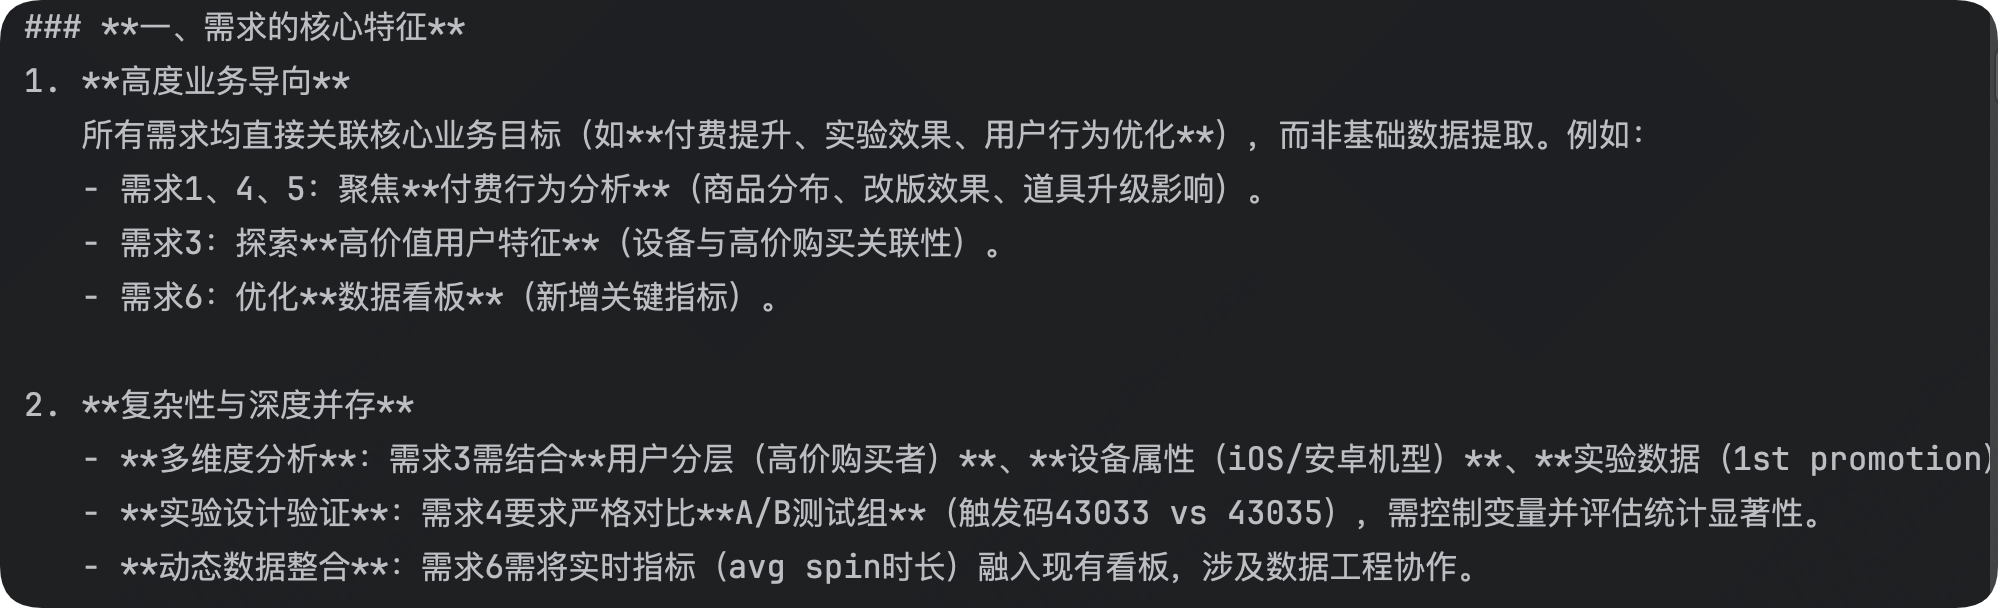 ### **一、需求的核心特征**
1. **高度业务导向**
所有需求均直接关联核心业务目标（如**付费提升、实验效果、用户行为优化**），而非基础数据提取。例如：
- 需求1、4、5：聚焦**付费行为分析**（商品分布、改版效果、道具升级影响）。
- 需求3：探索**高价值用户特征**（设备与高价购买关联性）。
- 需求6：优化**数据看板**（新增关键指标）。
2. **复杂性与深度并存**
- **多维度分析**：需求3需结合**用户分层（高价购买者）**、**设备属性（iOS/安卓机型）**、**实验数据（1st promotion）
- **实验设计验证**：需求4要求严格对比**A/B测试组**（触发码43033 vs 43035），需控制变量并评估统计显著性。
- **动态数据整合**：需求6需将实时指标（avg spin时长）融入现有看板，涉及数据工程协作。